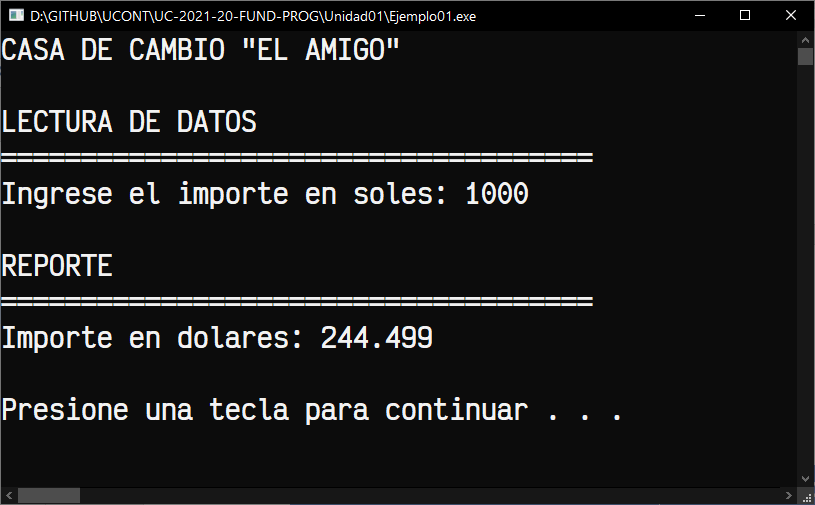 D:\GITHUB\UCONT\UC-2021-20-FUND-PROG\Unidad01\Ejemplo01.exe
CASA DE CAMBIO "EL AMIGO"
LECTURA DE DATOS
=====================================
Ingrese el importe en soles: 1000
REPORTE
=====================================
Importe en dolares: 244.499
Presione una tecla para continuar . . .